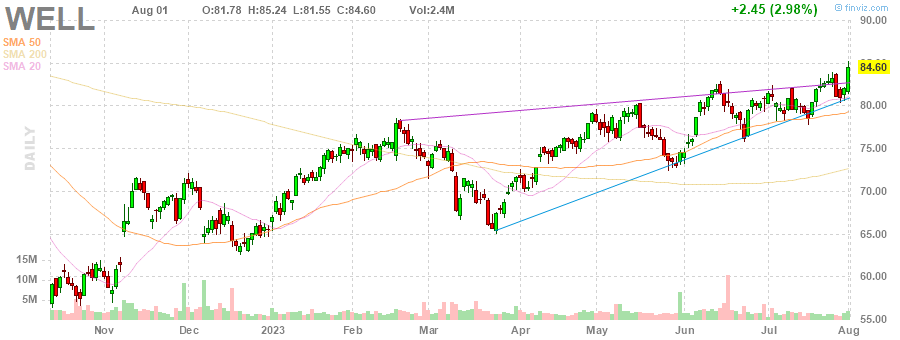 WELL
Aug 01 O:81.78 H:85.24 L:81.55 C:84.60 Vol:2.4M +2.45 (2.98%) © finviz.com
SMA 50
SMA 200
SMA 20
DAILY
90.00
84.60
80.00
75.00
70.00
65.00
60.00
55.00
15M
10M
5M
Nov Dec 2023 Feb Mar Apr May Jun Jul Aug